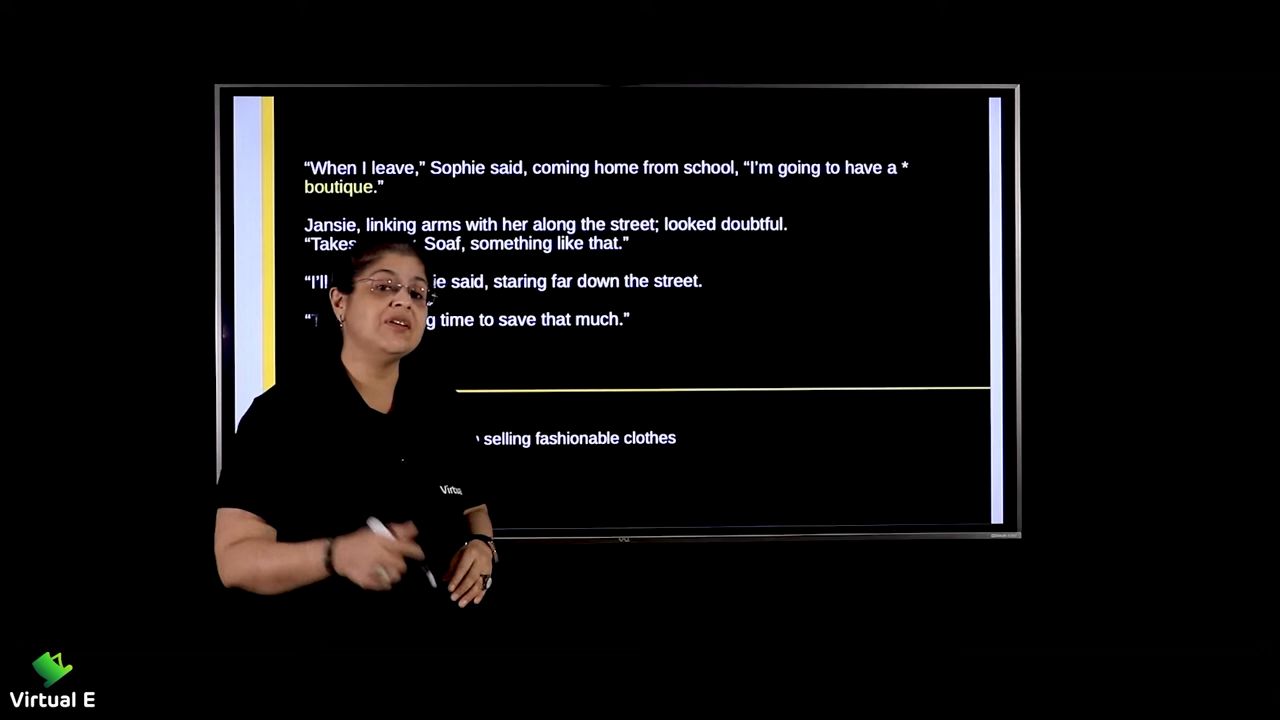 “When I leave,” Sophie said, coming home from school, “I’m going to have a *
boutique.”
Jansie, linking arms with her along the street; looked doubtful.
“Takes Soaf, something like that.”
“I’ll said, staring far down the street.
time to save that much.”
selling fashionable clothes
Virtua
Virtual E